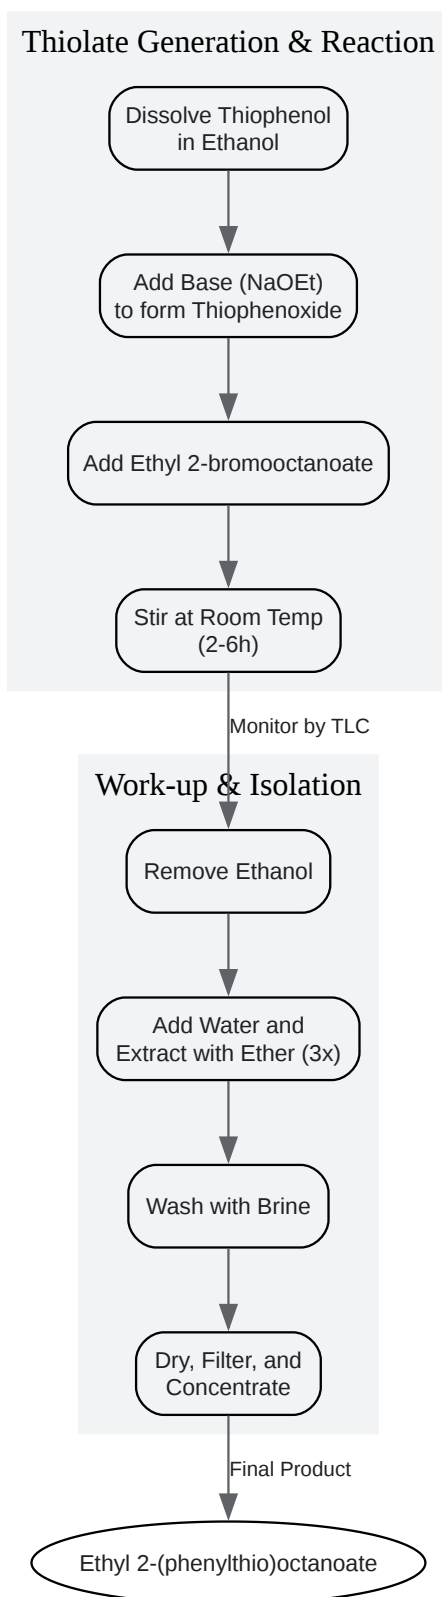 Thiolate Generation & Reaction
Dissolve Thiophenol
in Ethanol
Add Base (NaOEt)
to form Thiophenoxide
Add Ethyl 2-bromooctanoate
Stir at Room Temp
(2-6h)
Monitor by TLC
Work-up & Isolation
Remove Ethanol
Add Water and
Extract with Ether (3x)
Wash with Brine
Dry, Filter, and
Concentrate
Final Product
Ethyl 2-(phenylthio)octanoate